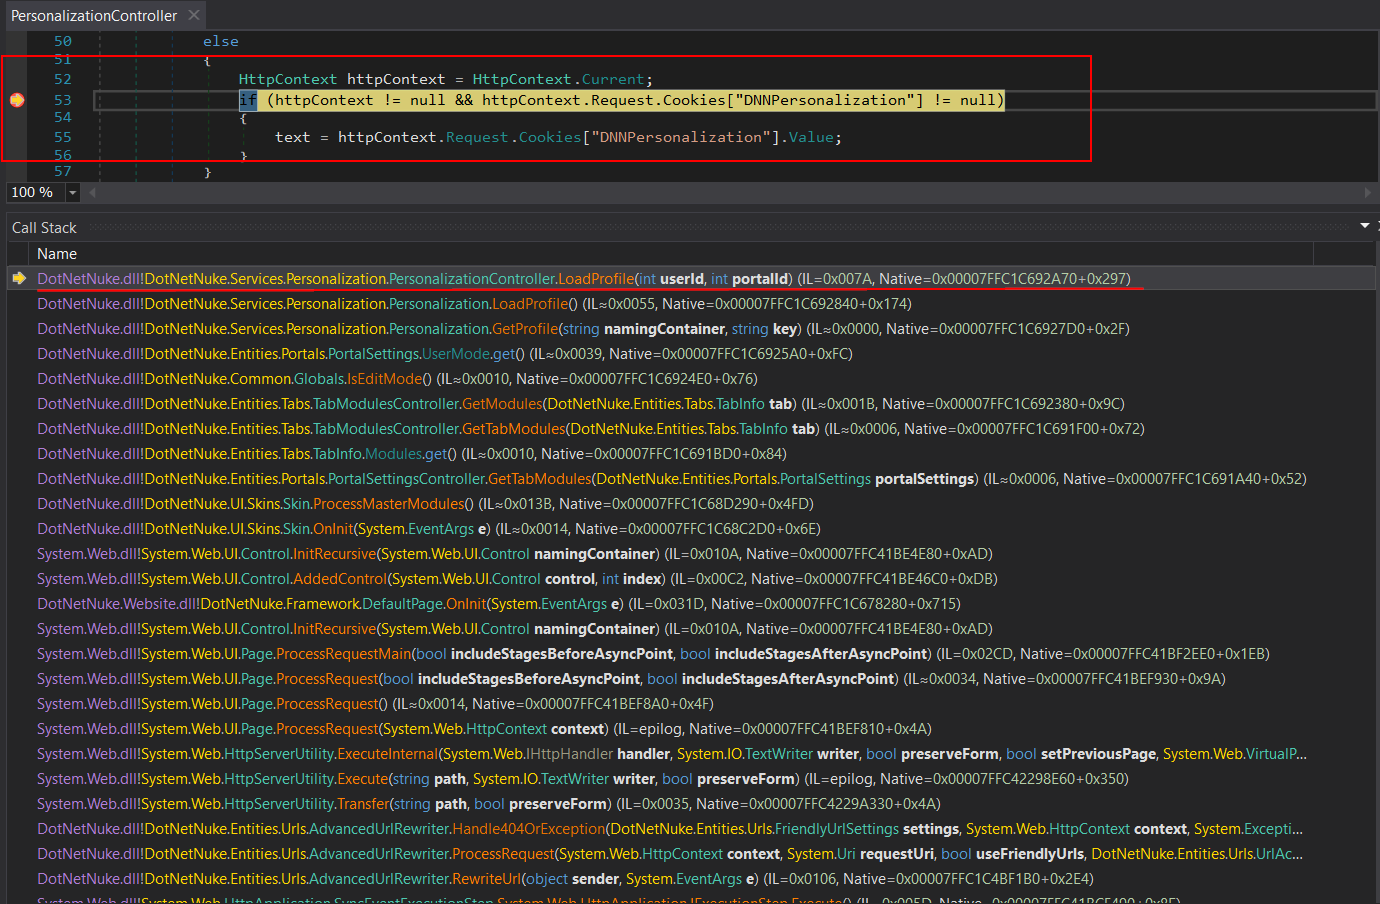 PersonalizationController
50 else
51 {
52 HttpContext httpContext = HttpContext.Current;
53 if (httpContext != null && httpContext.Request.Cookies["DNNPersonalization"] != null)
54 {
55 text = httpContext.Request.Cookies["DNNPersonalization"].Value;
56 }
57 }
100 %
Call Stack
Name
DotNetNuke.dll!DotNetNuke.Services.Personalization.PersonalizationController.LoadProfile(int userId, int portalId) (IL=0x007A, Native=0x00007FFC1C692A70+0x297)
DotNetNuke.dll!DotNetNuke.Services.Personalization.Personalization.LoadProfile() (IL≈0x0055, Native=0x00007FFC1C692840+0x174)
DotNetNuke.dll!DotNetNuke.Services.Personalization.Personalization.GetProfile(string namingContainer, string key) (IL≈0x0000, Native=0x00007FFC1C6927D0+0x2F)
DotNetNuke.dll!DotNetNuke.Entities.Portals.PortalSettings.UserMode.get() (IL≈0x0039, Native=0x00007FFC1C6925A0+0xFC)
DotNetNuke.dll!DotNetNuke.Common.Globals.IsEditMode() (IL≈0x0010, Native=0x00007FFC1C6924E0+0x76)
DotNetNuke.dll!DotNetNuke.Entities.Tabs.TabModulesController.GetModules(DotNetNuke.Entities.Tabs.TabInfo tab) (IL≈0x001B, Native=0x00007FFC1C692380+0x9C)
DotNetNuke.dll!DotNetNuke.Entities.Tabs.TabModulesController.GetTabModules(DotNetNuke.Entities.Tabs.TabInfo tab) (IL≈0x0006, Native=0x00007FFC1C691F00+0x72)
DotNetNuke.dll!DotNetNuke.Entities.Tabs.TabInfo.Modules.get() (IL≈0x0010, Native=0x00007FFC1C691BD0+0x84)
DotNetNuke.dll!DotNetNuke.Entities.Portals.PortalSettingsController.GetTabModules(DotNetNuke.Entities.Portals.PortalSettings portalSettings) (IL≈0x0006, Native=0x00007FFC1C691A40+0x52)
DotNetNuke.dll!DotNetNuke.UI.Skins.Skin.ProcessMasterModules() (IL≈0x013B, Native=0x00007FFC1C68D290+0x4FD)
DotNetNuke.dll!DotNetNuke.UI.Skins.Skin.OnInit(System.EventArgs e) (IL≈0x0014, Native=0x00007FFC1C68C2D0+0x6E)
System.Web.dll!System.Web.UI.Control.InitRecursive(System.Web.UI.Control namingContainer) (IL=0x010A, Native=0x00007FFC41BE4E80+0xAD)
System.Web.dll!System.Web.UI.Control.AddedControl(System.Web.UI.Control control, int index) (IL=0x00C2, Native=0x00007FFC41BE46C0+0xDB)
DotNetNuke.Website.dll!DotNetNuke.Framework.DefaultPage.OnInit(System.EventArgs e) (IL=0x031D, Native=0x00007FFC1C678280+0x715)
System.Web.dll!System.Web.UI.Control.InitRecursive(System.Web.UI.Control namingContainer) (IL=0x010A, Native=0x00007FFC41BE4E80+0xAD)
System.Web.dll!System.Web.UI.Page.ProcessRequestMain(bool includeStagesBeforeAsyncPoint, bool includeStagesAfterAsyncPoint) (IL=0x02CD, Native=0x00007FFC41BF2EE0+0x1EB)
System.Web.dll!System.Web.UI.Page.ProcessRequest(bool includeStagesBeforeAsyncPoint, bool includeStagesAfterAsyncPoint) (IL≈0x0034, Native=0x00007FFC41BEF930+0x9A)
System.Web.dll!System.Web.UI.Page.ProcessRequest() (IL≈0x0014, Native=0x00007FFC41BEF8A0+0x4F)
System.Web.dll!System.Web.UI.Page.ProcessRequest(System.Web.HttpContext context) (IL=epilog, Native=0x00007FFC41BEF810+0x4A)
System.Web.dll!System.Web.HttpServerUtility.ExecuteInternal(System.Web.IHttpHandler handler, System.IO.TextWriter writer, bool preserveForm, bool setPreviousPage, System.Web.VirtualP...
System.Web.dll!System.Web.HttpServerUtility.Execute(string path, System.IO.TextWriter writer, bool preserveForm) (IL=epilog, Native=0x00007FFC42298E60+0x350)
System.Web.dll!System.Web.HttpServerUtility.Transfer(string path, bool preserveForm) (IL=0x0035, Native=0x00007FFC4229A330+0x4A)
DotNetNuke.dll!DotNetNuke.Entities.Urls.AdvancedUrlRewriter.Handle404OrException(DotNetNuke.Entities.Urls.FriendlyUrlSettings settings, System.Web.HttpContext context, System.Excepti...
DotNetNuke.dll!DotNetNuke.Entities.Urls.AdvancedUrlRewriter.ProcessRequest(System.Web.HttpContext context, System.Uri requestUri, bool useFriendlyUrls, DotNetNuke.Entities.Urls.UrlAc...
DotNetNuke.dll!DotNetNuke.Entities.Urls.AdvancedUrlRewriter.RewriteUrl(object sender, System.EventArgs e) (IL=0x0106, Native=0x00007FFC1C4BF1B0+0x2E4)